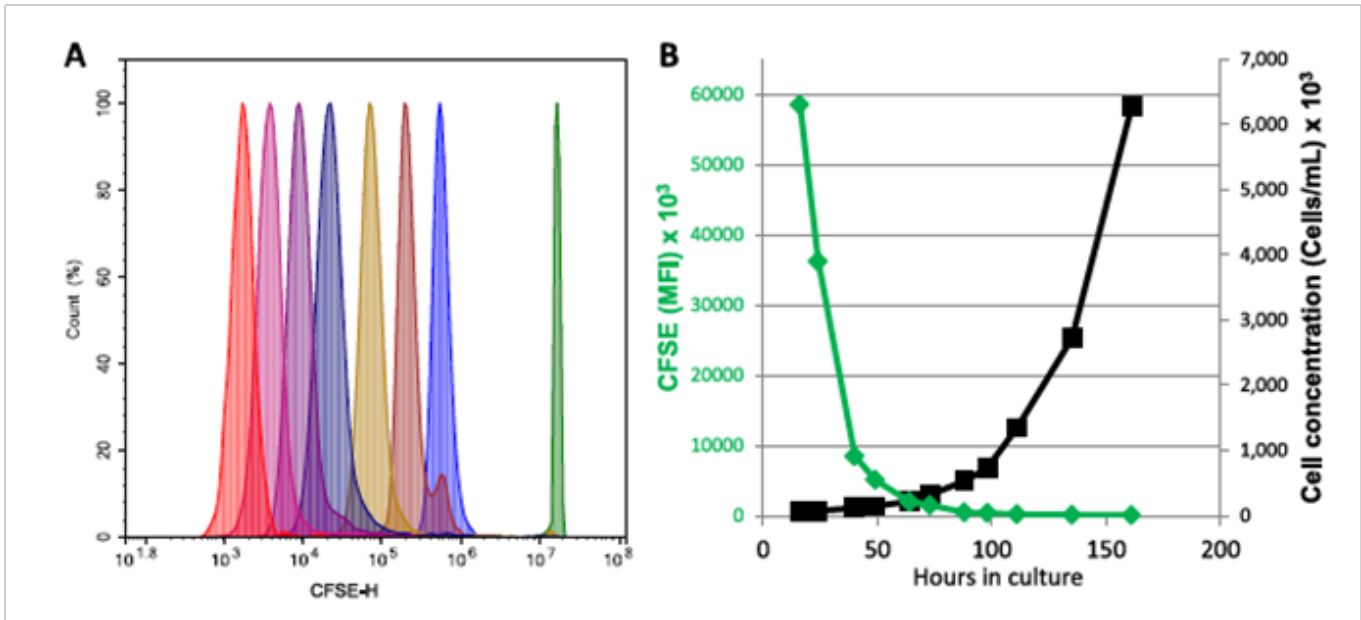 A
Count (%)
100
80
60
40
20
0
10^1.8 10^3 10^4 10^5 10^6 10^7 10^8
CFSE-H
B
CFSE (MFI) x 10³
60000
50000
40000
30000
20000
10000
0
0 50 100 150 200
Hours in culture
7,000
6,000
5,000
4,000
3,000
2,000
1,000
0
Cell concentration (Cells/mL) x 10³